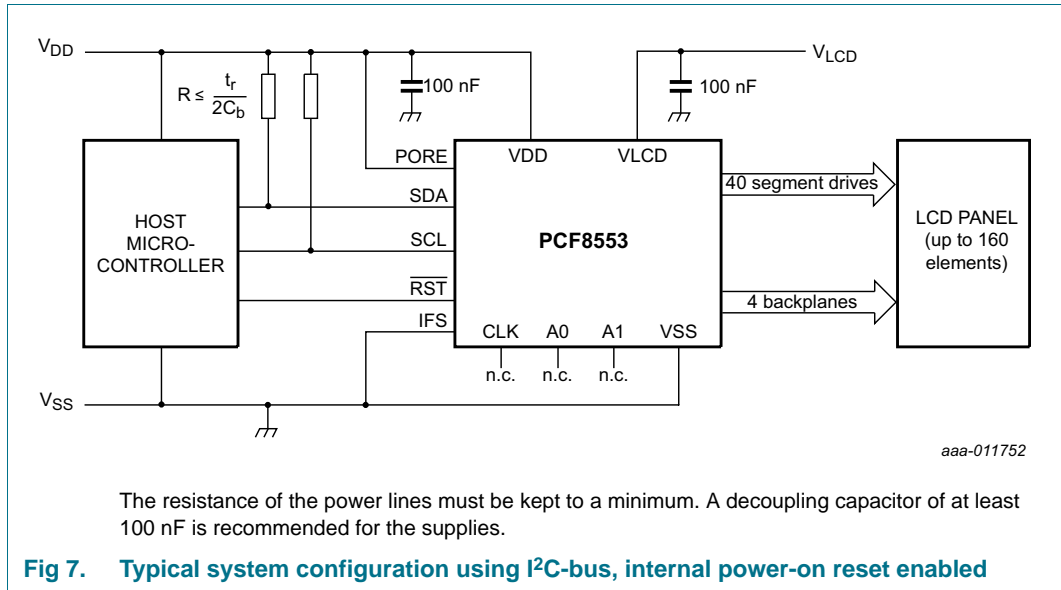 VDD
VLCD
R ≤ tr
2Cb
100 nF
100 nF
HOST
MICRO-
CONTROLLER
PORE
SDA
SCL
RST
IFS
VDD
VLCD
PCF8553
CLK
A0
A1
VSS
n.c.
n.c.
n.c.
40 segment drives
4 backplanes
LCD PANEL
(up to 160
elements)
VSS
aaa-011752
The resistance of the power lines must be kept to a minimum. A decoupling capacitor of at least
100 nF is recommended for the supplies.
Fig 7. Typical system configuration using I²C-bus, internal power-on reset enabled